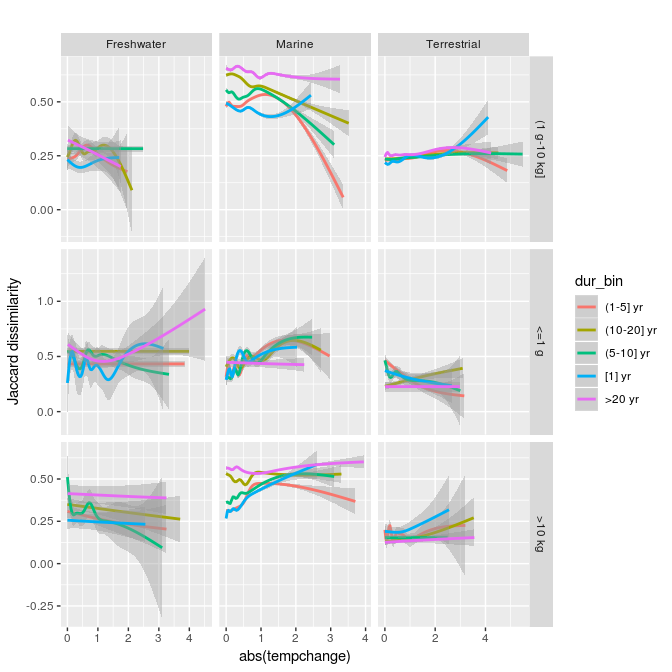 Freshwater
Marine
Terrestrial
0.50
0.25
0.00
(1 g-10 kg]
1.0
0.5
0.0
<=1 g
0.50
0.25
0.00
-0.25
>10 kg
0 1 2 3 4
0 1 2 3 4
0 2 4
abs(tempchange)
Jaccard dissimilarity
dur_bin
(1-5] yr
(10-20] yr
(5-10] yr
[1] yr
>20 yr